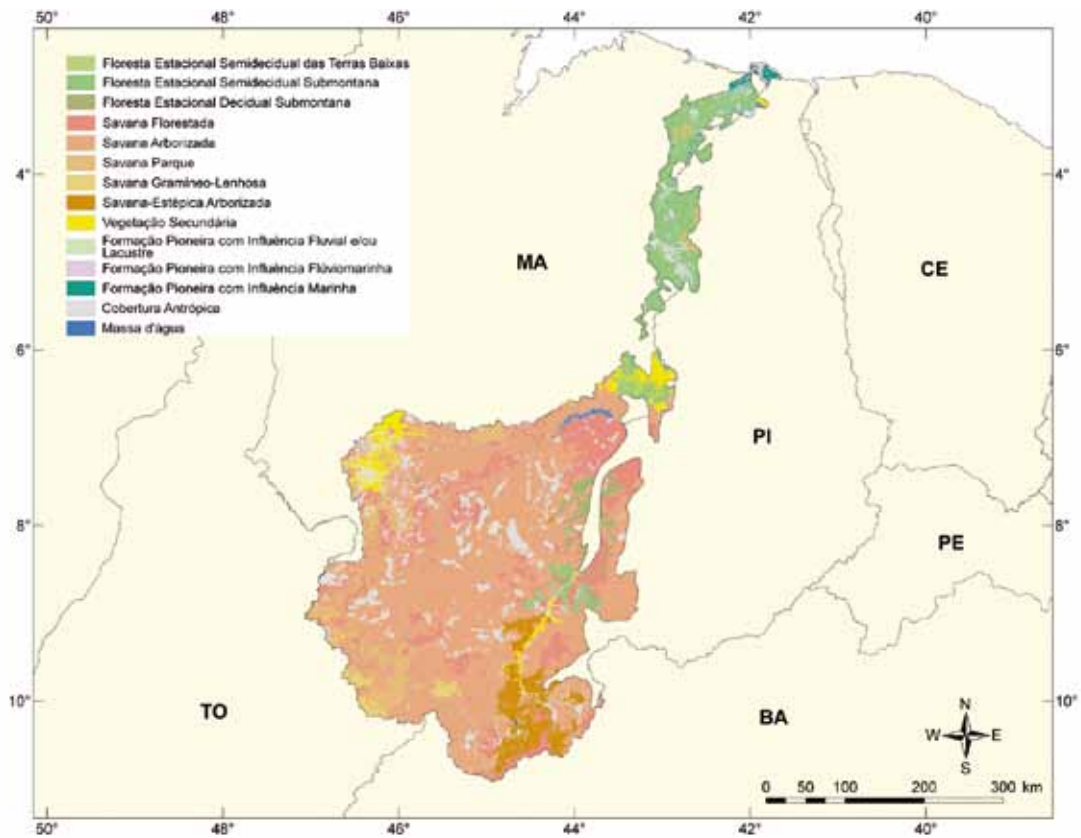 50° 48° 46° 44° 42° 40°
Floresta Estacional Semidecidual das Terras Baixas
Floresta Estacional Semidecidual Submontana
Floresta Estacional Decidual Submontana
Savana Florestada
Savana Arborizada
Savana Parque
Savana Gramíneo-Lenhosa
Savana-Estépica Arborizada
Vegetação Secundária
Formação Pioneira com Influência Fluvial e/ou
Lacustre
Formação Pioneira com Influência Flúviomarinha
Formação Pioneira com Influência Marinha
Cobertura Antrópica
Massa d'água
4° 4°
MA CE
6° 6°
PI
8° 8°
PE
10° 10°
TO BA
N
W E
S
0 50 100 200 300 km
50° 48° 46° 44° 42° 40°